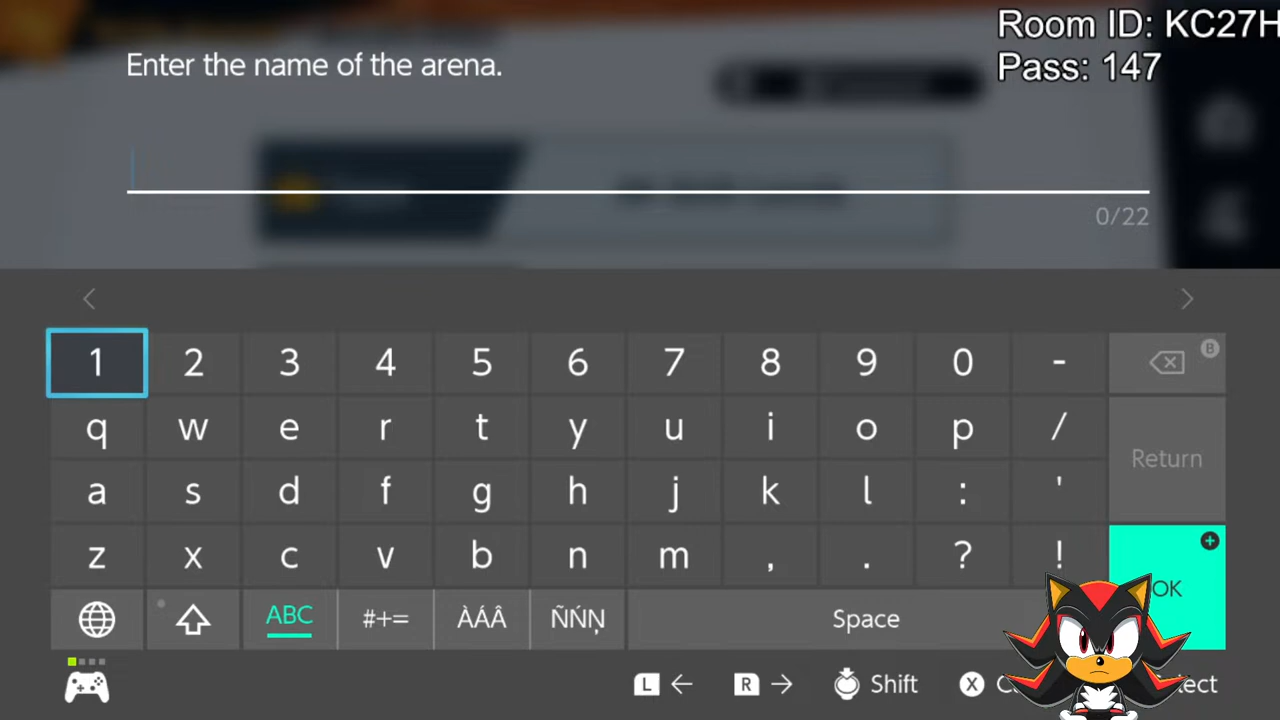 Room ID: KC27H
Pass: 147
Enter the name of the arena.
0/22
1 2 3 4 5 6 7 8 9 0 - B
q w e r t y u i o p / Return
a s d f g h j k l : '
z x c v b n m , . ? !
OK
ABC #+= ÀÁÂ ÑŃŅ Space
L ← R → Shift X